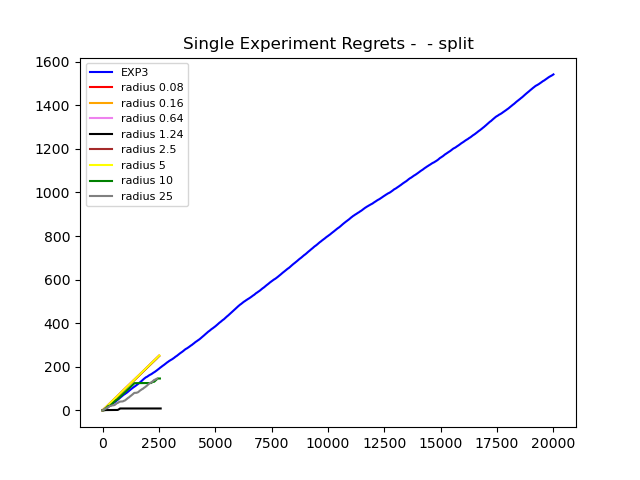 Single Experiment Regrets -  - split
1600
1400
1200
1000
800
600
400
200
0
EXP3
radius 0.08
radius 0.16
radius 0.64
radius 1.24
radius 2.5
radius 5
radius 10
radius 25
0 2500 5000 7500 10000 12500 15000 17500 20000